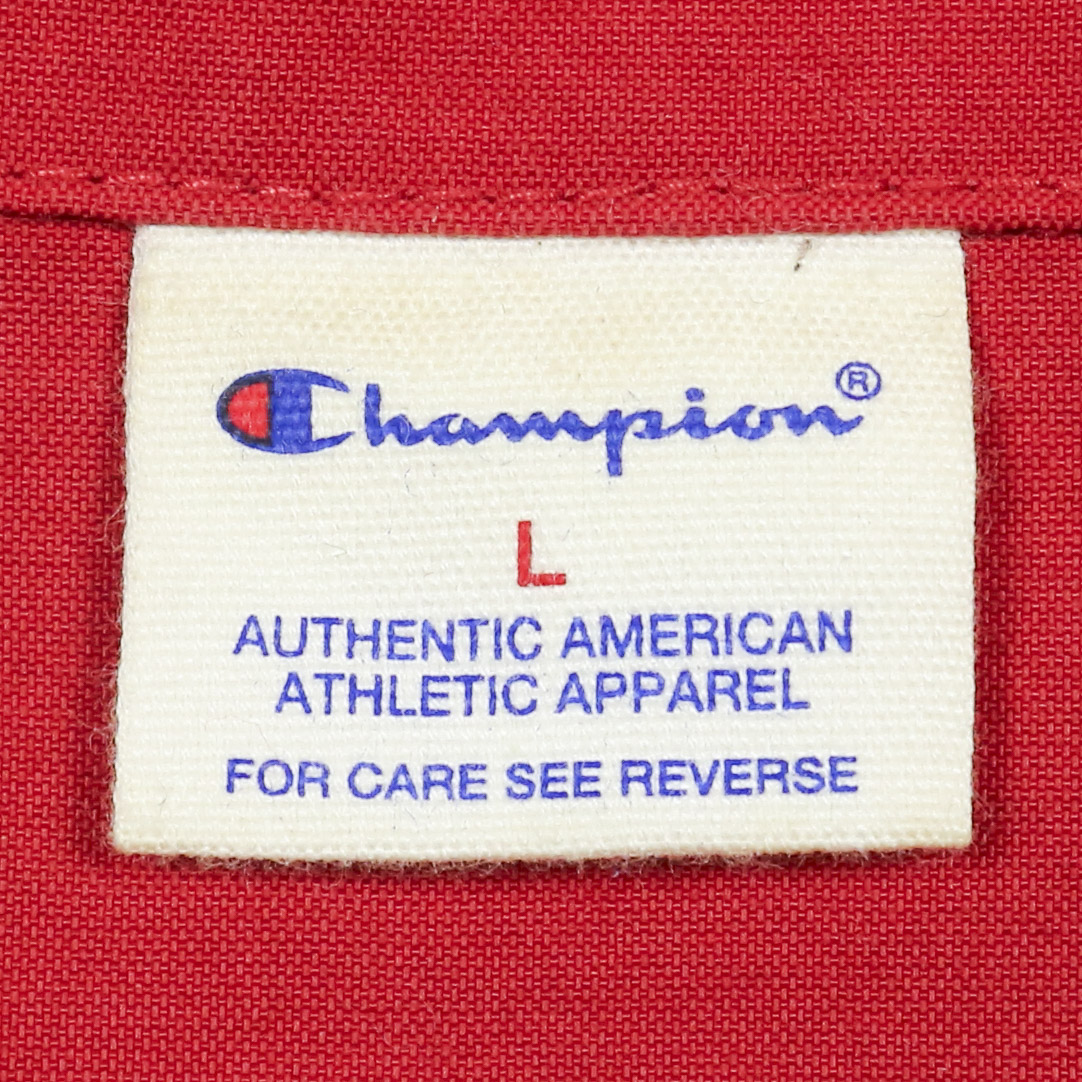 Champion®
L
AUTHENTIC AMERICAN
ATHLETIC APPAREL
FOR CARE SEE REVERSE